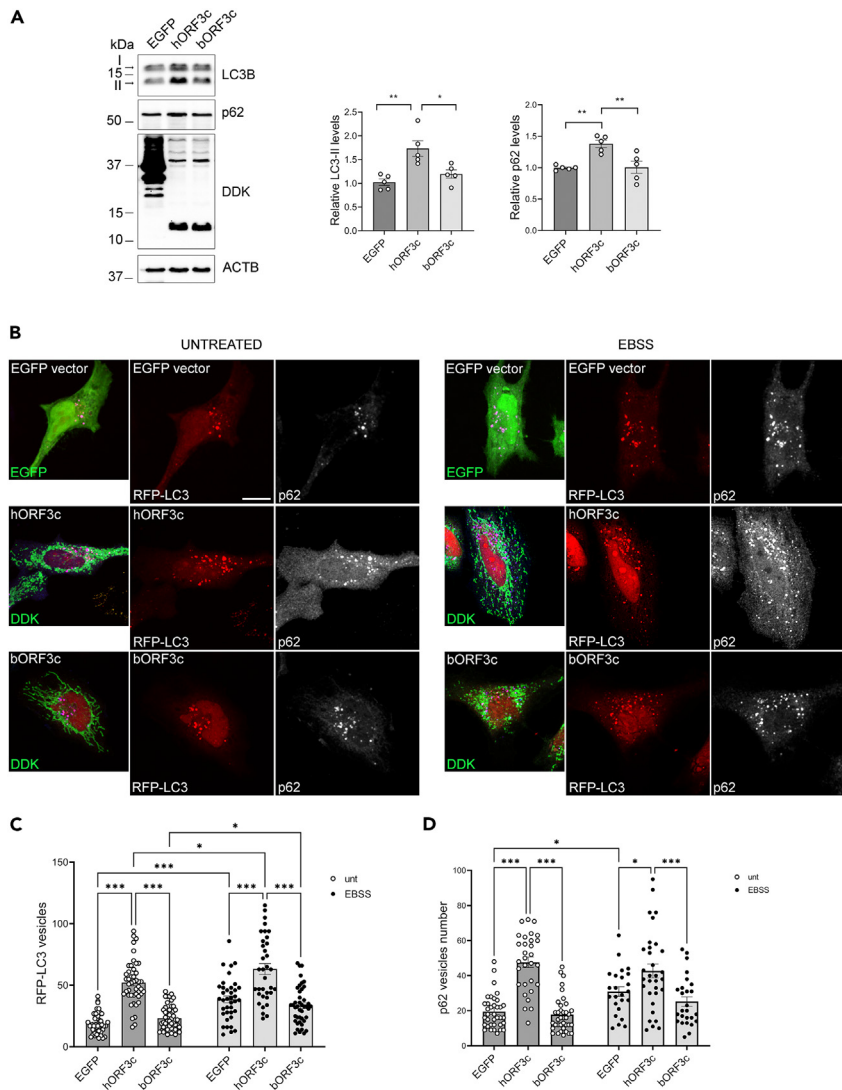 A
EGFP
hORF3c
bORF3c
kDa
I
15
II
LC3B
50
p62
37
15
10
DDK
37
ACTB
Relative LC3-II levels
2.5
2.0
1.5
1.0
0.5
0.0
** *
EGFP
hORF3c
bORF3c
Relative p62 levels
2.0
1.5
1.0
0.5
0.0
** **
EGFP
hORF3c
bORF3c
B
UNTREATED
EBSS
EGFP vector EGFP vector
EGFP RFP-LC3 p62
EGFP vector EGFP vector
EGFP RFP-LC3 p62
hORF3c hORF3c
DDK RFP-LC3 p62
hORF3c hORF3c
DDK RFP-LC3 p62
bORF3c bORF3c
DDK RFP-LC3 p62
bORF3c bORF3c
DDK RFP-LC3 p62
C
RFP-LC3 vesicles
150
100
50
0
*
*
***
*** *** *** ***
unt
EBSS
EGFP hORF3c bORF3c EGFP hORF3c bORF3c
D
p62 vesicles number
100
80
60
40
20
0
*
*** *** * ***
unt
EBSS
EGFP hORF3c bORF3c EGFP hORF3c bORF3c